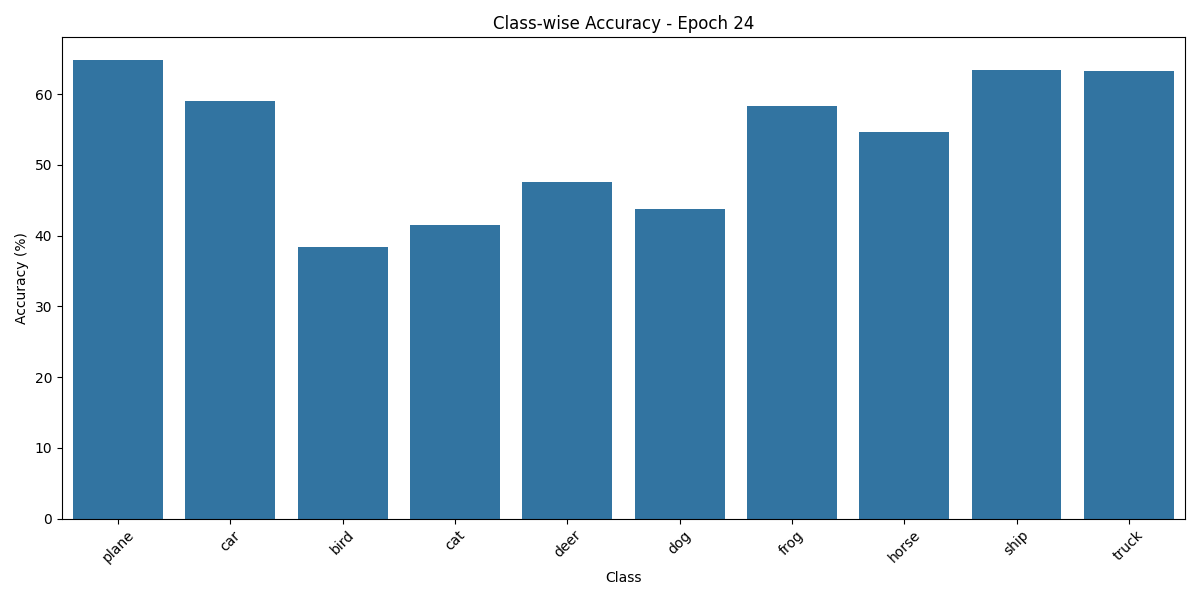 Class-wise Accuracy - Epoch 24
Accuracy (%)
60
50
40
30
20
10
0
plane
car
bird
cat
deer
dog
frog
horse
ship
truck
Class